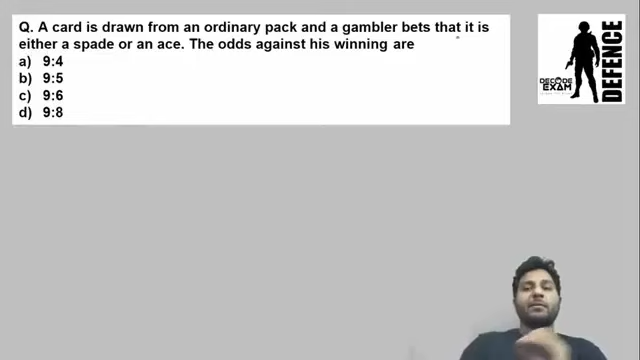 Q. A card is drawn from an ordinary pack and a gambler bets that it is
either a spade or an ace. The odds against his winning are
a) 9:4
b) 9:5
c) 9:6
d) 9:8
DECODE
EXAM
DEFENCE